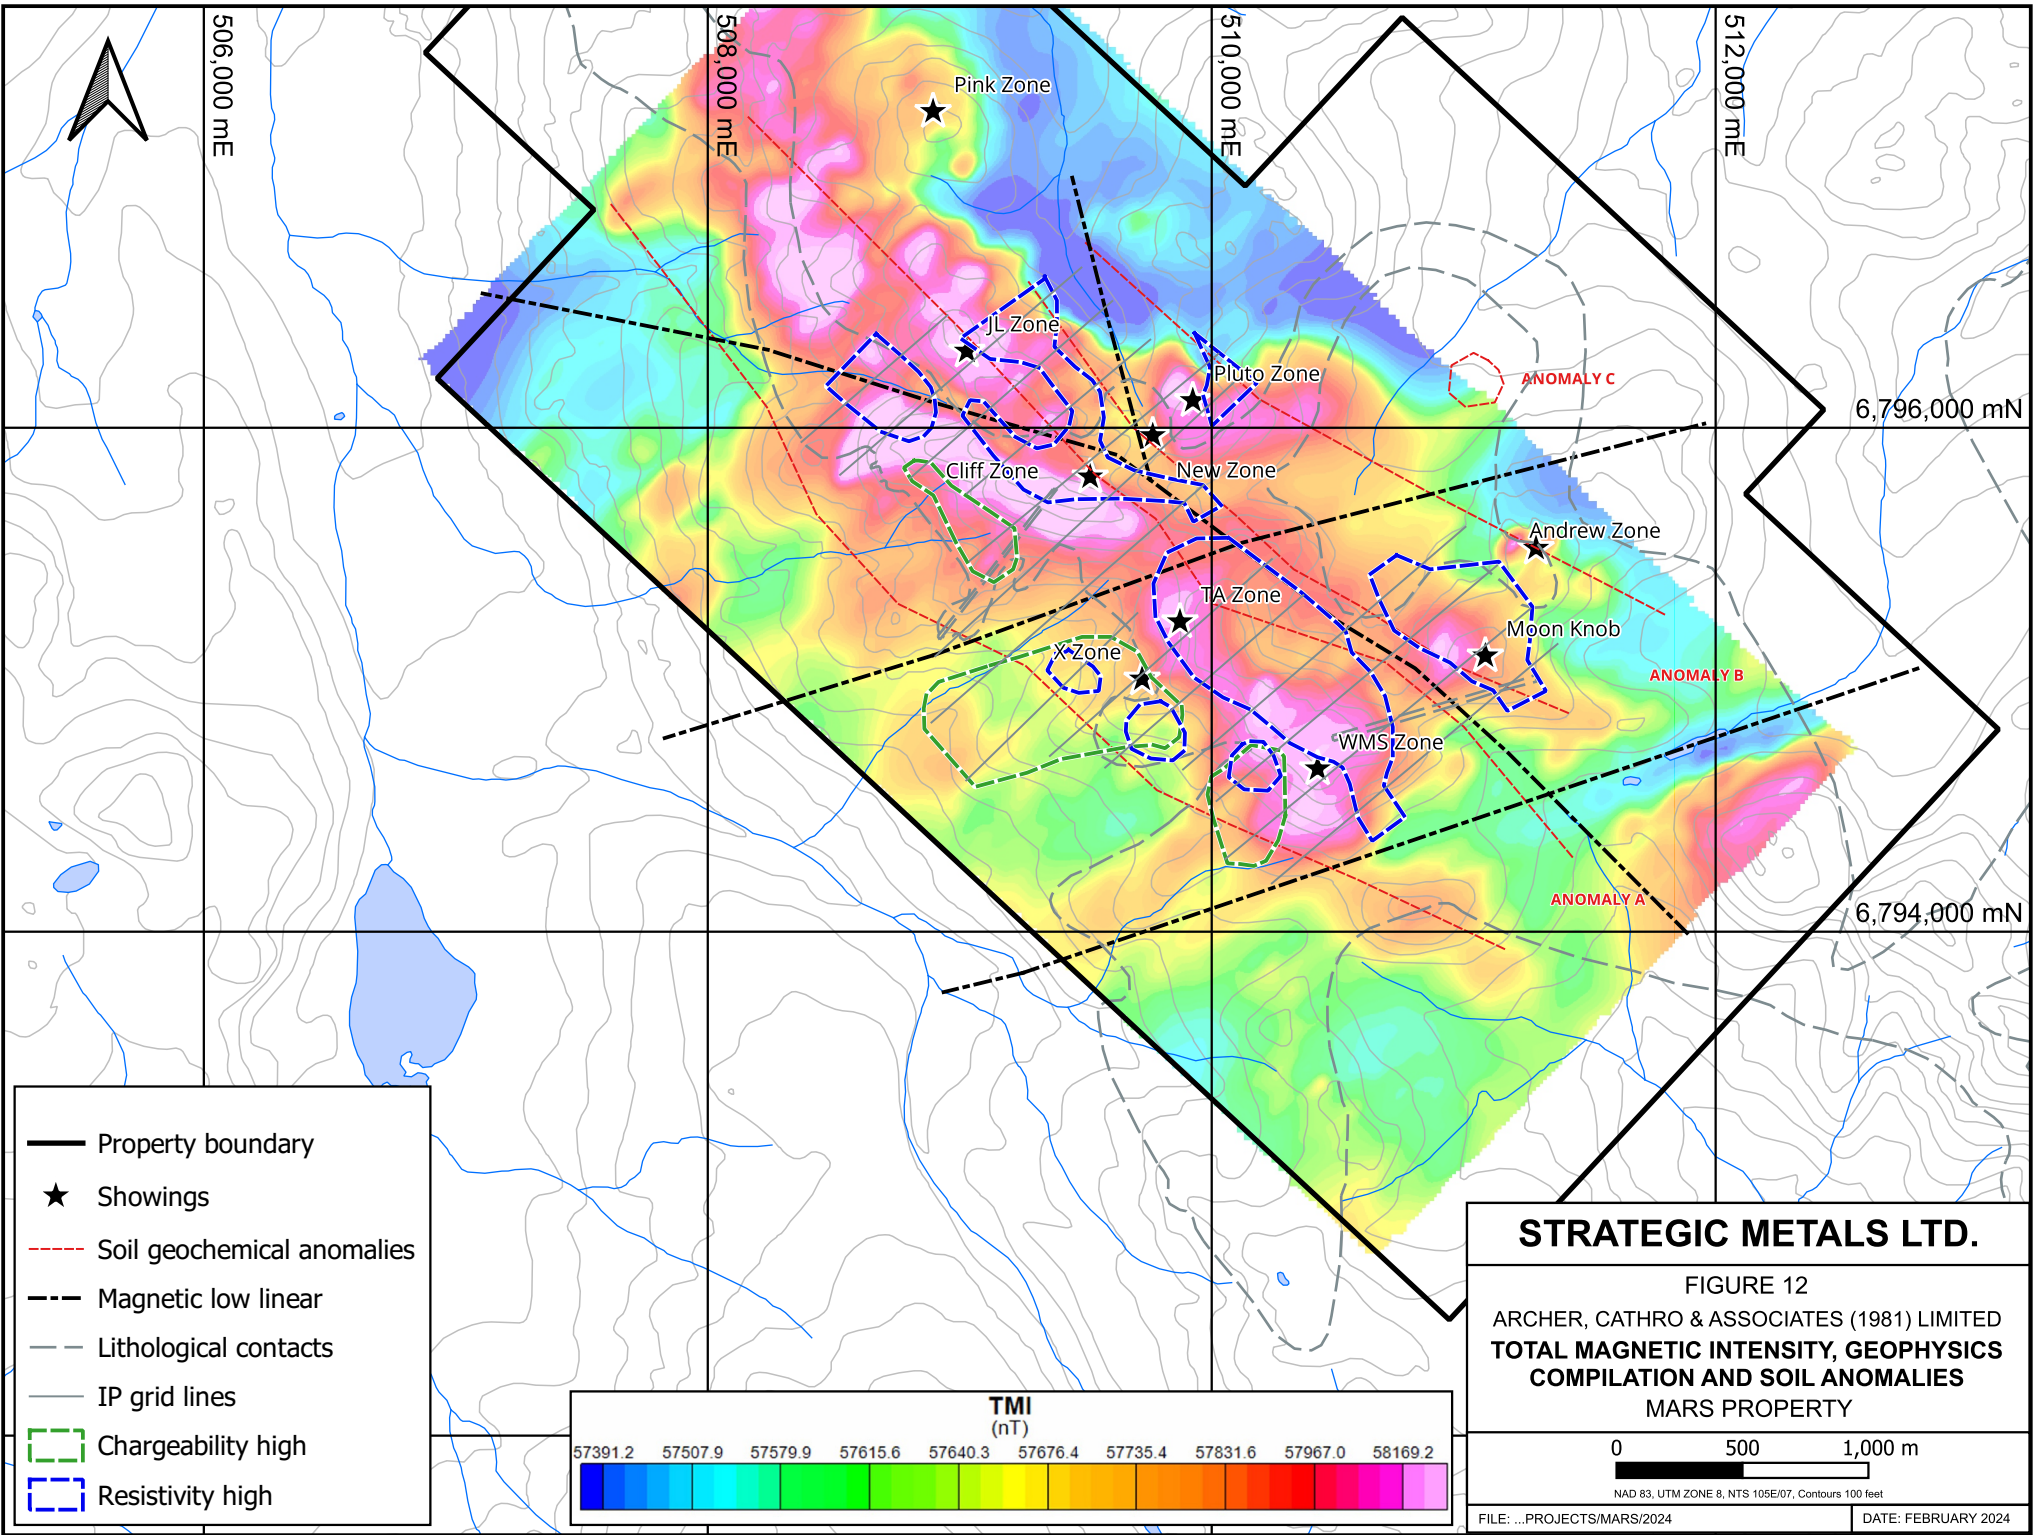 506,000 mE
508,000 mE
510,000 mE
512,000 mE
Pink Zone
JL Zone
Pluto Zone
ANOMALY C
6,796,000 mN
Cliff Zone
New Zone
Andrew Zone
TA Zone
Moon Knob
X Zone
ANOMALY B
WMS Zone
ANOMALY A
6,794,000 mN
Property boundary
Showings
Soil geochemical anomalies
Magnetic low linear
Lithological contacts
IP grid lines
Chargeability high
Resistivity high
TMI
(nT)
57391.2 57507.9 57579.9 57615.6 57640.3 57676.4 57735.4 57831.6 57967.0 58169.2
STRATEGIC METALS LTD.
FIGURE 12
ARCHER, CATHRO & ASSOCIATES (1981) LIMITED
TOTAL MAGNETIC INTENSITY, GEOPHYSICS
COMPILATION AND SOIL ANOMALIES
MARS PROPERTY
0 500 1,000 m
NAD 83, UTM ZONE 8, NTS 105E/07, Contours 100 feet
FILE: ...PROJECTS/MARS/2024
DATE: FEBRUARY 2024